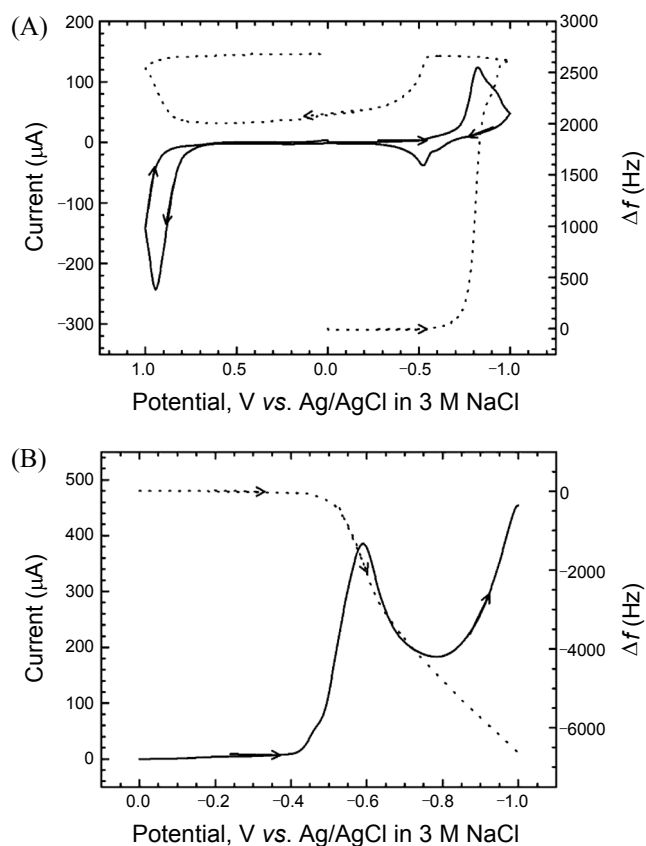 (A)
200
100
0
−100
−200
−300
Current (µA)
3000
2500
2000
1500
1000
500
0
Δf (Hz)
1.0 0.5 0.0 −0.5 −1.0
Potential, V vs. Ag/AgCl in 3 M NaCl
(B)
500
400
300
200
100
0
Current (µA)
0
−2000
−4000
−6000
Δf (Hz)
0.0 −0.2 −0.4 −0.6 −0.8 −1.0
Potential, V vs. Ag/AgCl in 3 M NaCl